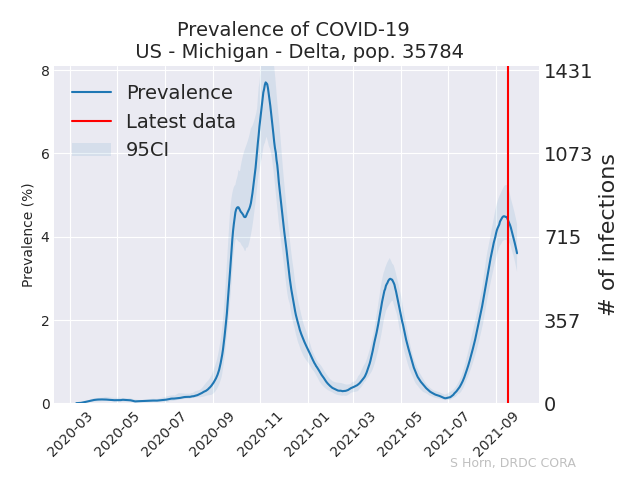 Prevalence of COVID-19
US - Michigan - Delta, pop. 35784
Prevalence
Latest data
95CI
Prevalence (%)
8
6
4
2
0
1431
1073
715
357
0
# of infections
2020-03
2020-05
2020-07
2020-09
2020-11
2021-01
2021-03
2021-05
2021-07
2021-09
S Horn, DRDC CORA